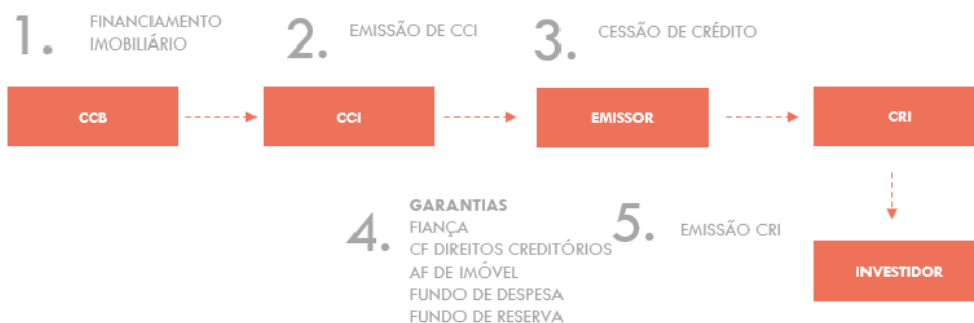 1.
FINANCIAMENTO
IMOBILIÁRIO
2.
EMISSÃO DE CCI
3.
CESSÃO DE CRÉDITO
CCB
CCI
EMISSOR
CRI
4.
GARANTIAS
FIANÇA
CF DIREITOS CREDITÓRIOS
AF DE IMÓVEL
FUNDO DE DESPESA
FUNDO DE RESERVA
5.
EMISSÃO CRI
INVESTIDOR